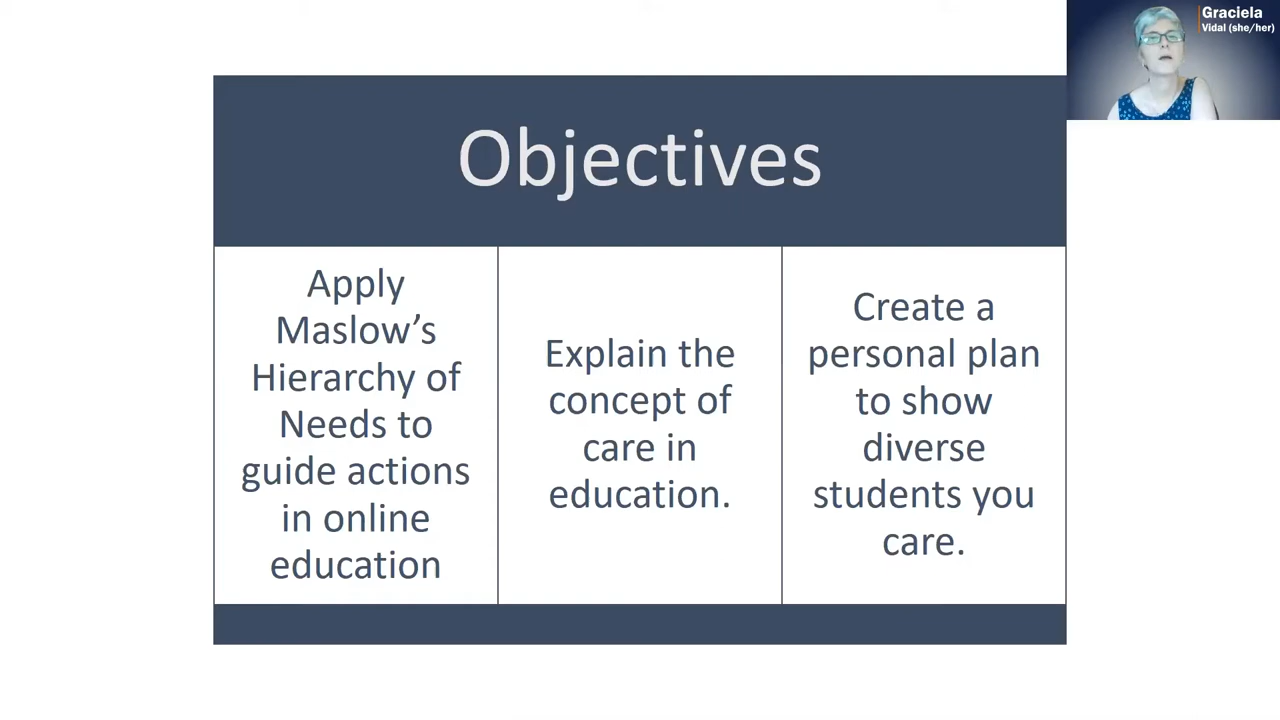 Graciela
Vidal (she/her)
Objectives
Apply
Maslow’s
Hierarchy of
Needs to
guide actions
in online
education
Explain the
concept of
care in
education.
Create a
personal plan
to show
diverse
students you
care.